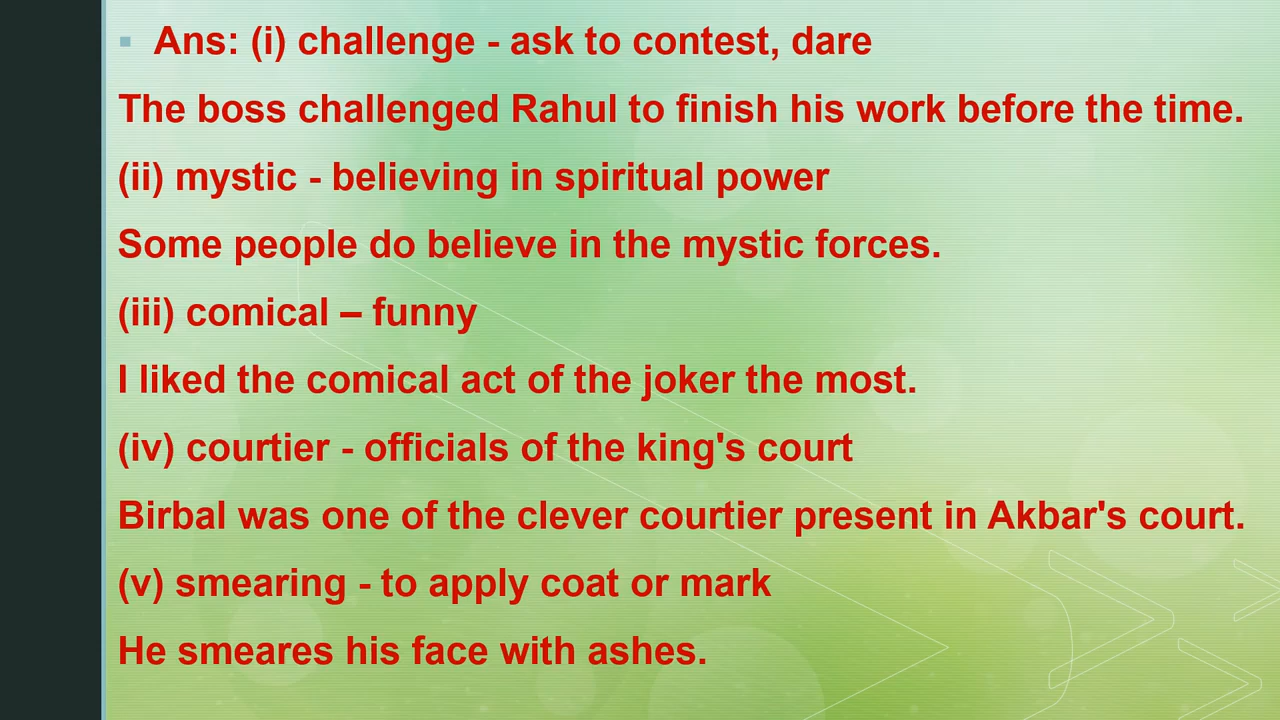 Ans: (i) challenge - ask to contest, dare
The boss challenged Rahul to finish his work before the time.
(ii) mystic - believing in spiritual power
Some people do believe in the mystic forces.
(iii) comical – funny
I liked the comical act of the joker the most.
(iv) courtier - officials of the king's court
Birbal was one of the clever courtier present in Akbar's court.
(v) smearing - to apply coat or mark
He smeares his face with ashes.